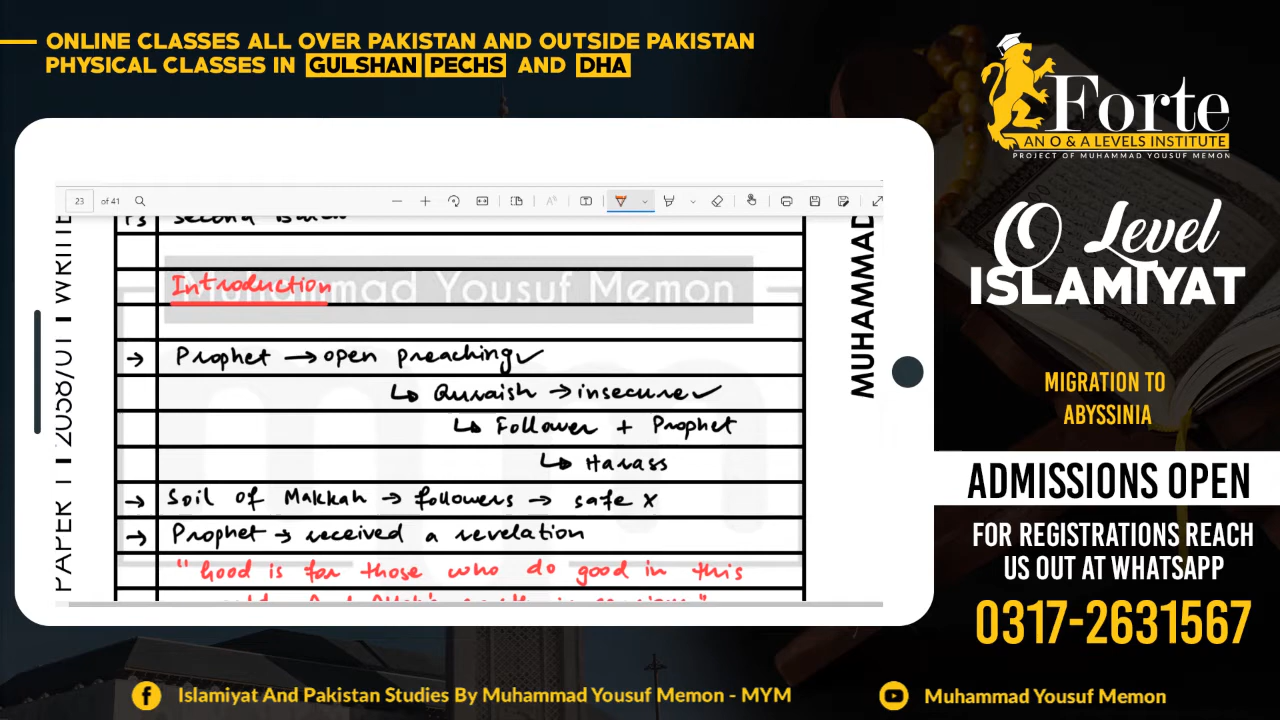 ONLINE CLASSES ALL OVER PAKISTAN AND OUTSIDE PAKISTAN
PHYSICAL CLASSES IN GULSHAN PECHS AND DHA
Forte
AN O & A LEVELS INSTITUTE
PROJECT OF MUHAMMAD YOUSUF MEMON
O Level
ISLAMIYAT
MIGRATION TO
ABYSSINIA
ADMISSIONS OPEN
FOR REGISTRATIONS REACH
US OUT AT WHATSAPP
0317-2631567
23 of 41
Muhammad Yousuf Memon
Introduction
→ Prophet → open preaching ✓
↳ Quraish → insecure ✓
↳ Follower + Prophet
↳ Harass
→ Soil of Makkah → followers → safe X
→ Prophet → received a revelation
"Good is for those who do good in this
PAPER 1 2058/01
MUHAMMAD
Islamiyat And Pakistan Studies By Muhammad Yousuf Memon - MYM
Muhammad Yousuf Memon